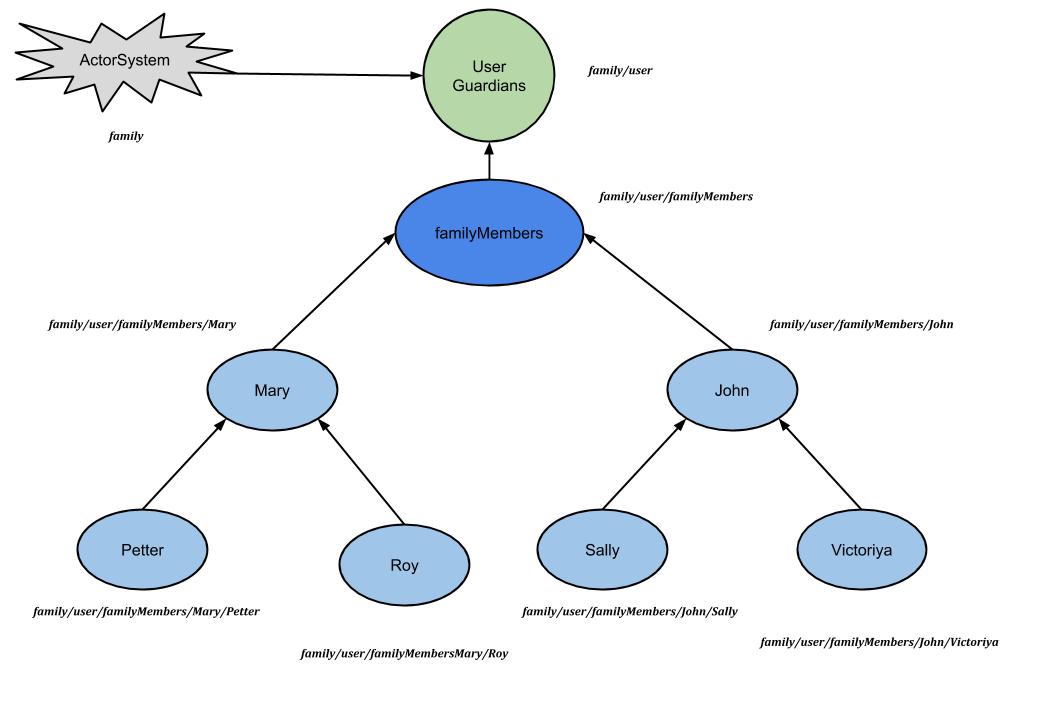 ActorSystem
User
Guardians
family/user
family
family/user/familyMembers
familyMembers
family/user/familyMembers/Mary
family/user/familyMembers/John
Mary
John
Petter
Roy
Sally
Victoriya
family/user/familyMembers/Mary/Petter
family/user/familyMembers/John/Sally
family/user/familyMembersMary/Roy
family/user/familyMembers/John/Victoriya